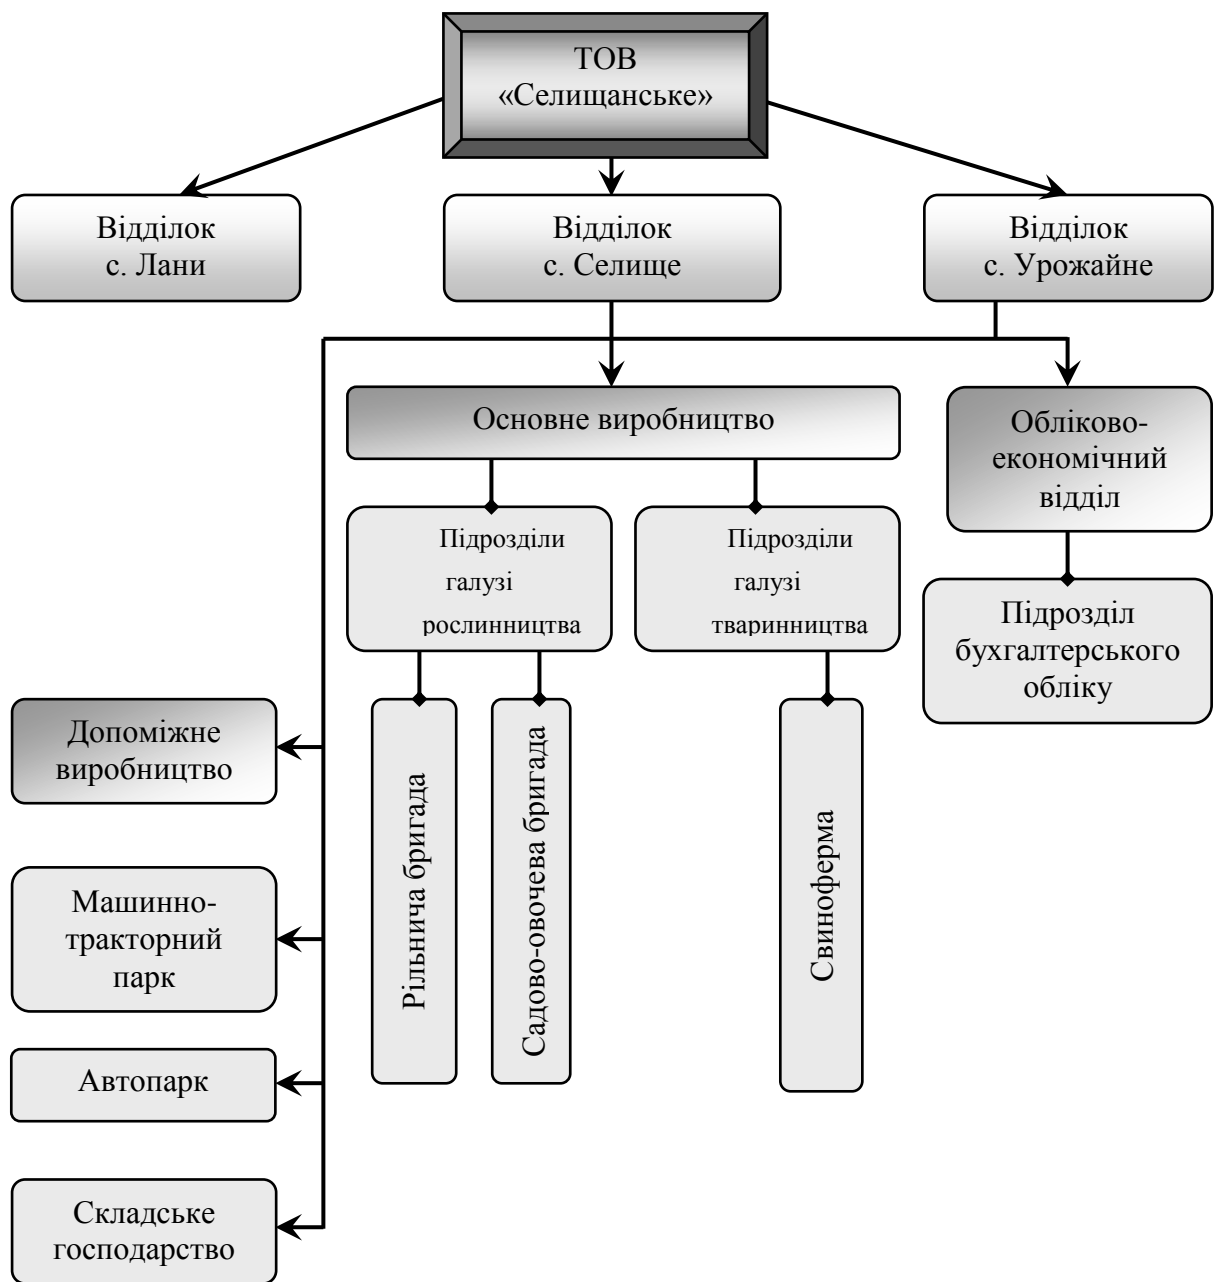 ТОВ
«Селищанське»
Відділок
с. Лани
Відділок
с. Селище
Відділок
с. Урожайне
Основне виробництво
Обліково-
економічний
відділ
Підрозділи
галузі
рослинництва
Підрозділи
галузі
тваринництва
Підрозділ
бухгалтерського
обліку
Допоміжне
виробництво
Рільнича бригада
Садово-овочева бригада
Свиноферма
Машинно-
тракторний
парк
Автопарк
Складське
господарство